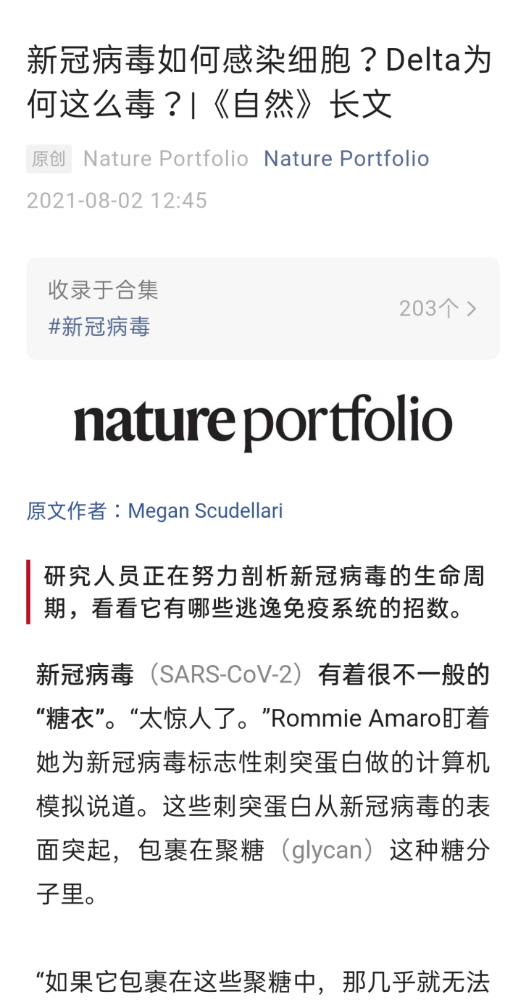 新冠病毒如何感染细胞？Delta为
何这么毒？|《自然》长文
原创 Nature Portfolio Nature Portfolio
2021-08-02 12:45
收录于合集
#新冠病毒
203个 >
nature portfolio
原文作者：Megan Scudellari
研究人员正在努力剖析新冠病毒的生命周
期，看看它有哪些逃逸免疫系统的招数。
新冠病毒（SARS-CoV-2）有着很不一般的
“糖衣”。“太惊人了。”Rommie Amaro盯着
她为新冠病毒标志性刺突蛋白做的计算机
模拟说道。这些刺突蛋白从新冠病毒的表
面突起，包裹在聚糖（glycan）这种糖分
子里。
“如果它包裹在这些聚糖中，那几乎就无法